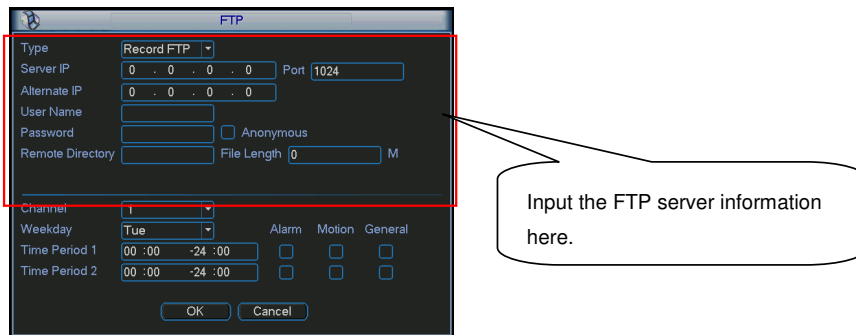 FTP
Type Record FTP
Server IP 0 . 0 . 0 . 0 Port 1024
Alternate IP 0 . 0 . 0 . 0
User Name
Password Anonymous
Remote Directory File Length 0 M
Channel 1
Weekday Tue Alarm Motion General
Time Period 1 00 :00 -24 :00
Time Period 2 00 :00 -24 :00
OK Cancel
Input the FTP server information
here.